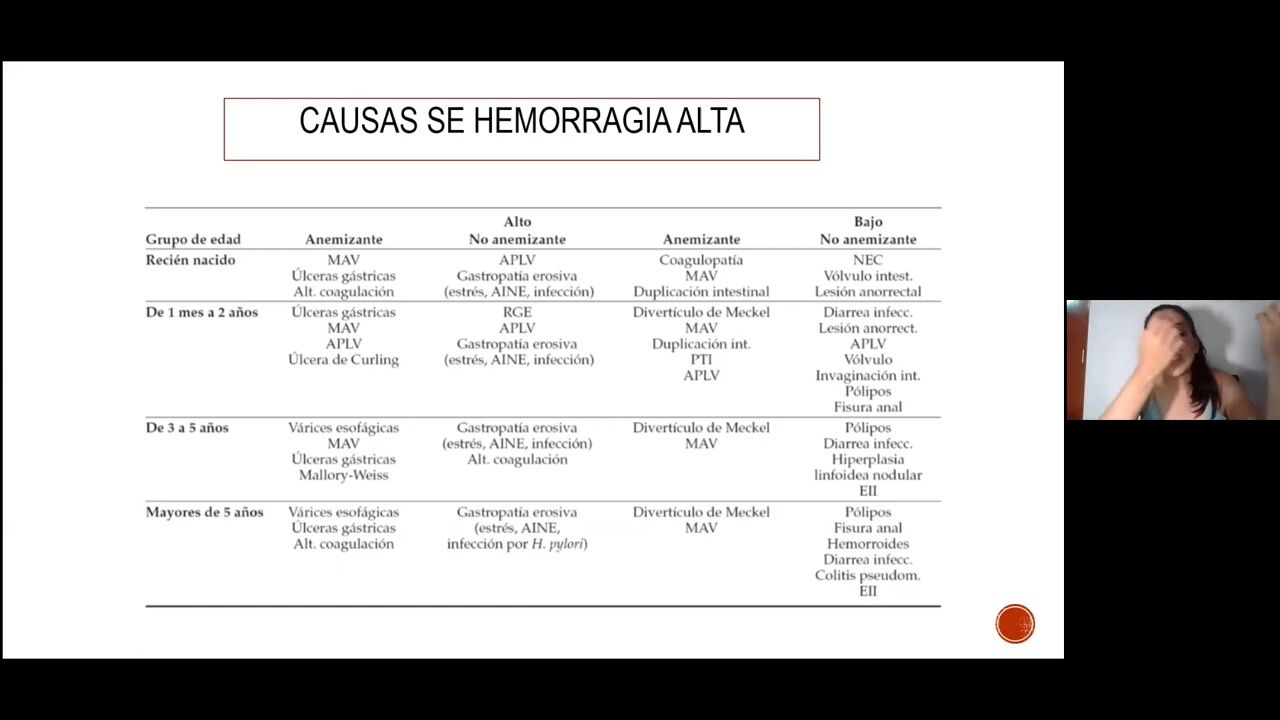 CAUSAS SE HEMORRAGIA ALTA
Alto Bajo
Grupo de edad Anemizante No anemizante Anemizante No anemizante
Recién nacido MAV APLV Coagulopatía NEC
Úlceras gástricas Gastropatía erosiva MAV Vólvulo intest.
Alt. coagulación (estrés, AINE, infección) Duplicación intestinal Lesión anorrectal
De 1 mes a 2 años Úlceras gástricas RGE Divertículo de Meckel Diarrea infecc.
MAV APLV MAV Lesión anorrect.
APLV Gastropatía erosiva Duplicación int. APLV
Úlcera de Curling (estrés, AINE, infección) PTI Vólvulo
APLV Invaginación int.
Pólipos
Fisura anal
De 3 a 5 años Várices esofágicas Gastropatía erosiva Divertículo de Meckel Pólipos
MAV (estrés, AINE, infección) MAV Diarrea infecc.
Úlceras gástricas Alt. coagulación Hiperplasia
Mallory-Weiss linfoidea nodular
EII
Mayores de 5 años Várices esofágicas Gastropatía erosiva Divertículo de Meckel Pólipos
Úlceras gástricas (estrés, AINE, MAV Fisura anal
Alt. coagulación infección por H. pylori) Hemorroides
Diarrea infecc.
Colitis pseudom.
EII